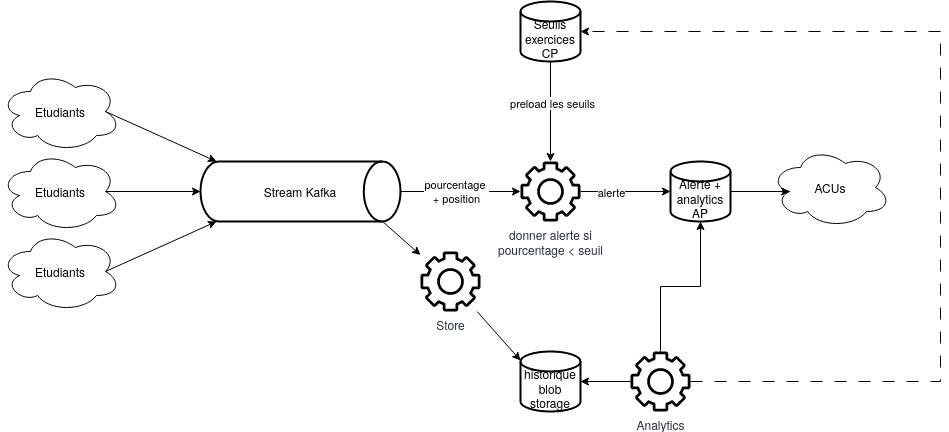 Seuils
exercices
CP
preload les seuils
Etudiants
Etudiants
Etudiants
Stream Kafka
pourcentage
+ position
donner alerte si
pourcentage < seuil
alerte
Alerte +
analytics
AP
ACUs
Store
historique
blob
storage
Analytics